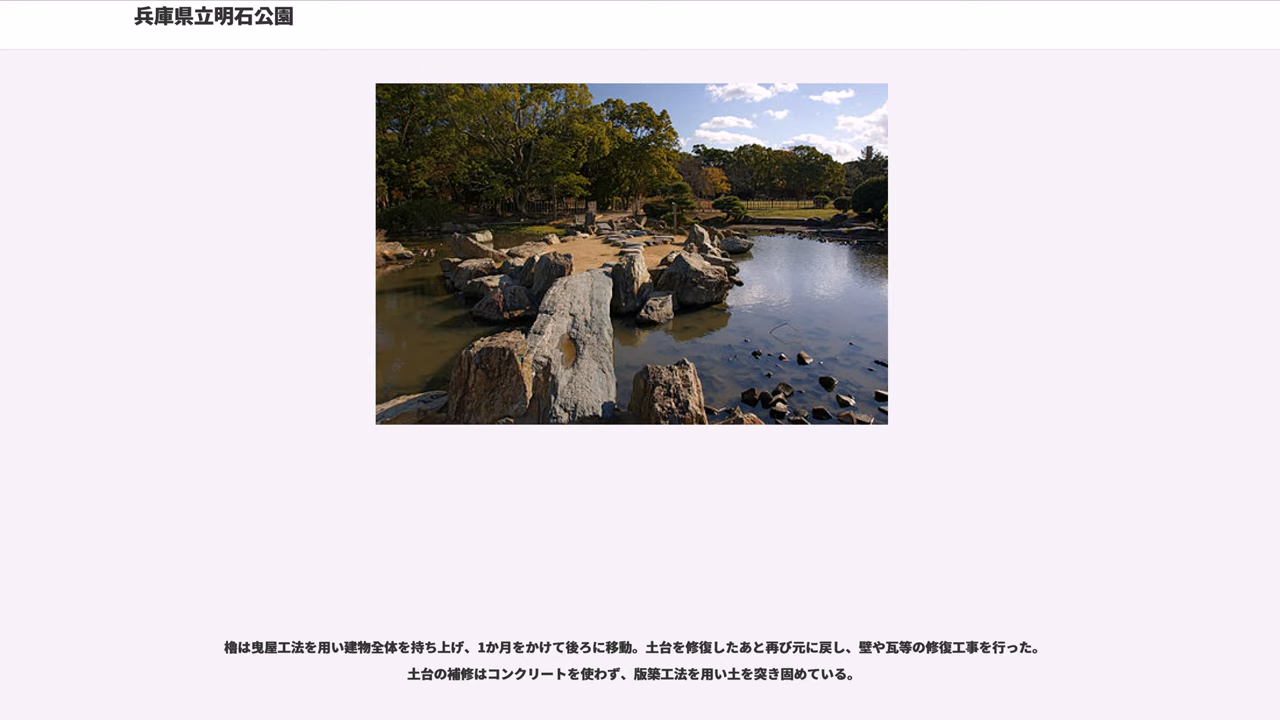 兵庫県立明石公園
櫓は曳屋工法を用い建物全体を持ち上げ、1か月をかけて後ろに移動。土台を修復したあと再び元に戻し、壁や瓦等の修復工事を行った。
土台の補修はコンクリートを使わず、版築工法を用い土を突き固めている。